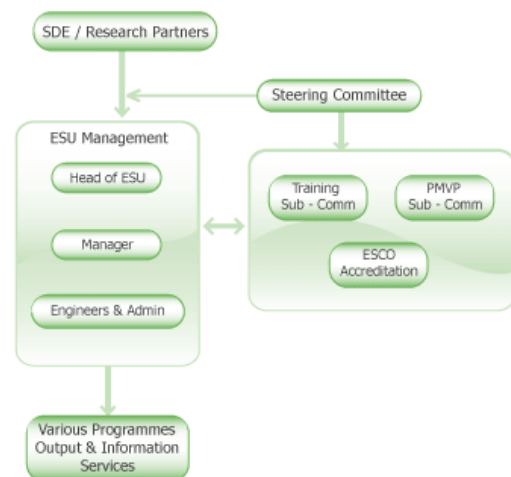 SDE / Research Partners
Steering Committee
ESU Management
Head of ESU
Manager
Engineers & Admin
Training
Sub - Comm
PMVP
Sub - Comm
ESCO
Accreditation
Various Programmes
Output & Information
Services